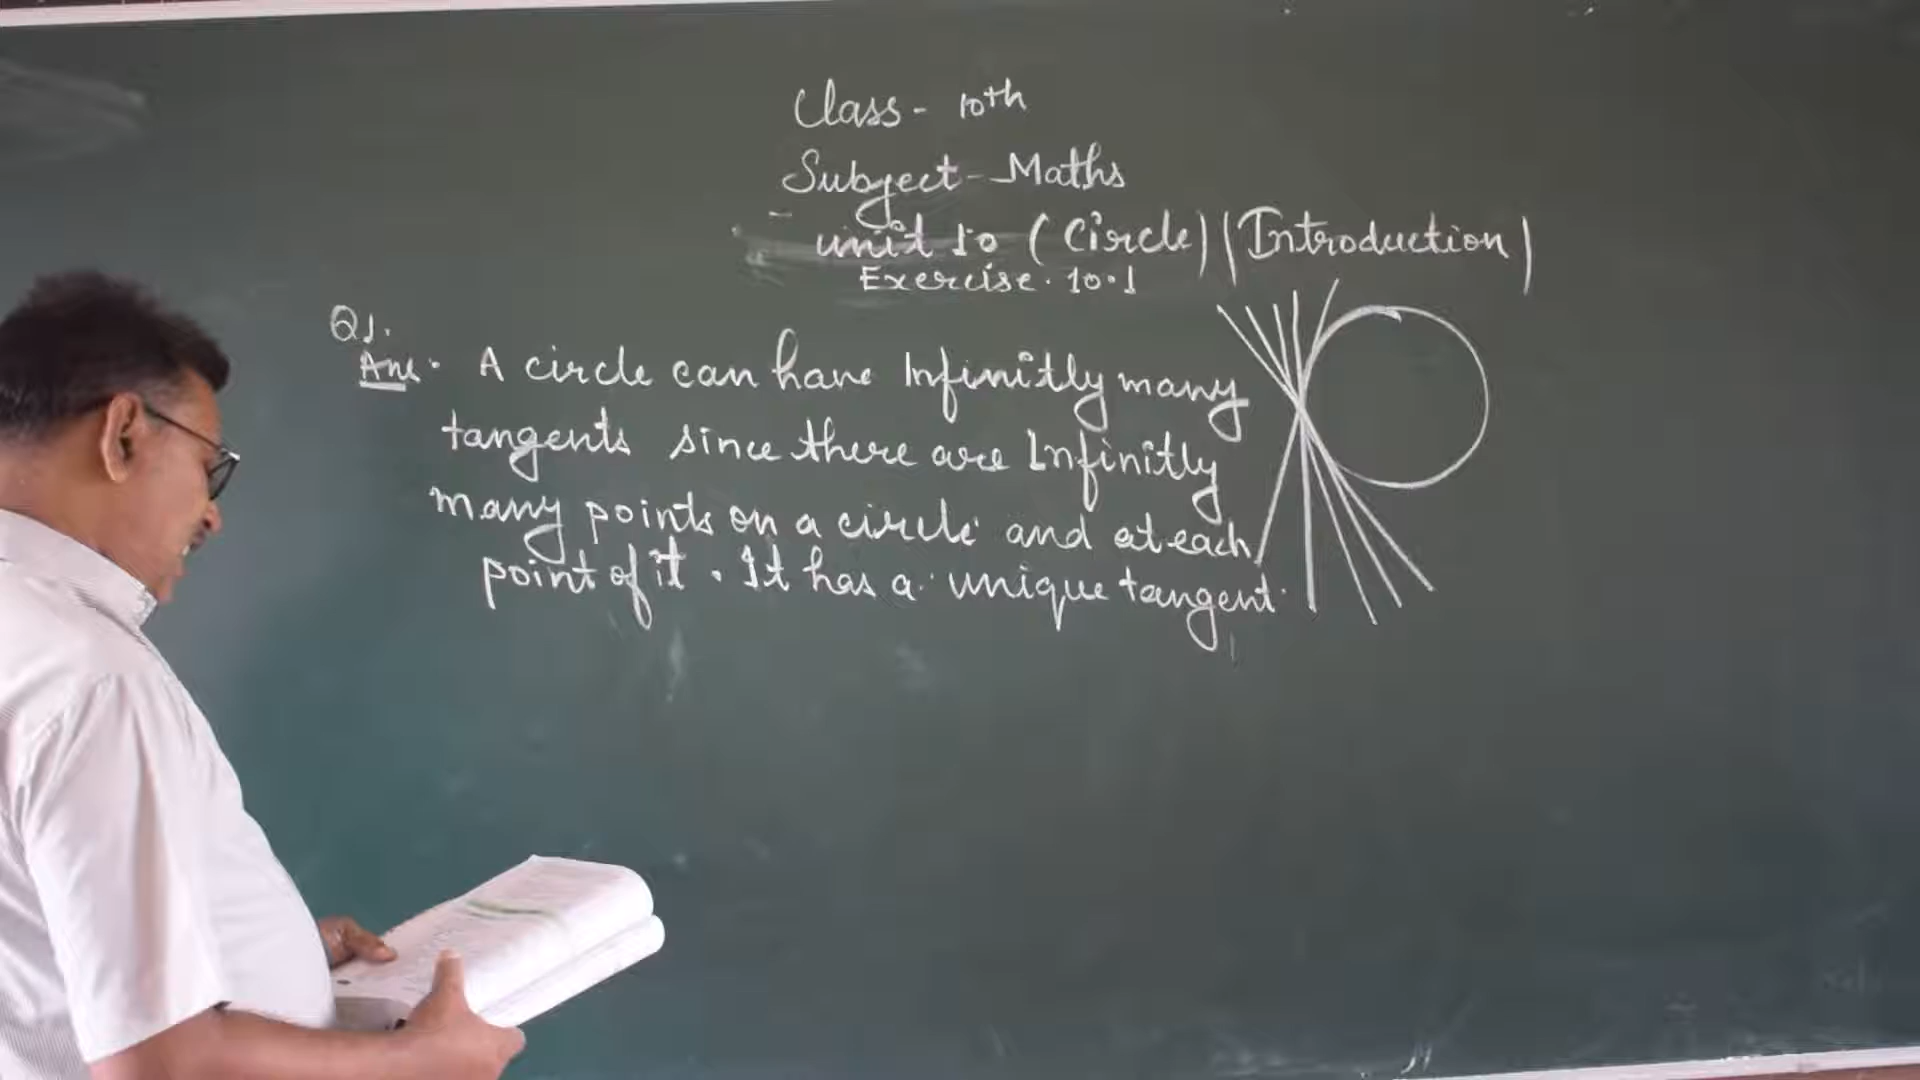 Class - 10th
Subject - Maths
unit 10 (Circle) (Introduction)
Exercise. 10.1
Q1.
Ans. A circle can have Infinitly many
tangents since there are Infinitly
many points on a circle and at each
point of it. It has a unique tangent.